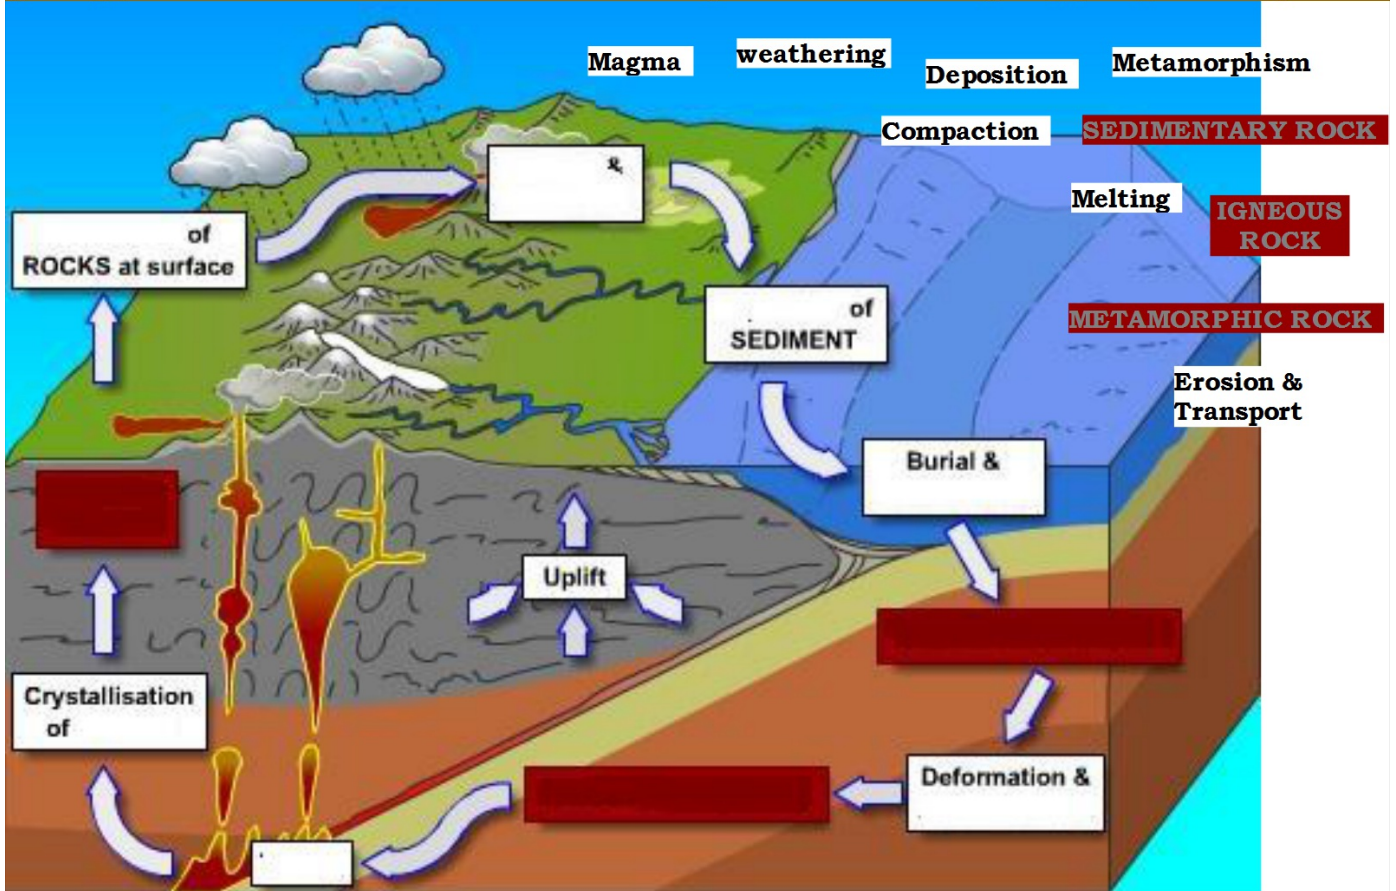 Magma
weathering
Deposition
Metamorphism
Compaction
SEDIMENTARY ROCK
&
Melting
IGNEOUS
ROCK
of
ROCKS at surface
of
SEDIMENT
METAMORPHIC ROCK
Erosion &
Transport
Burial &
Uplift
Crystallisation
of
Deformation &